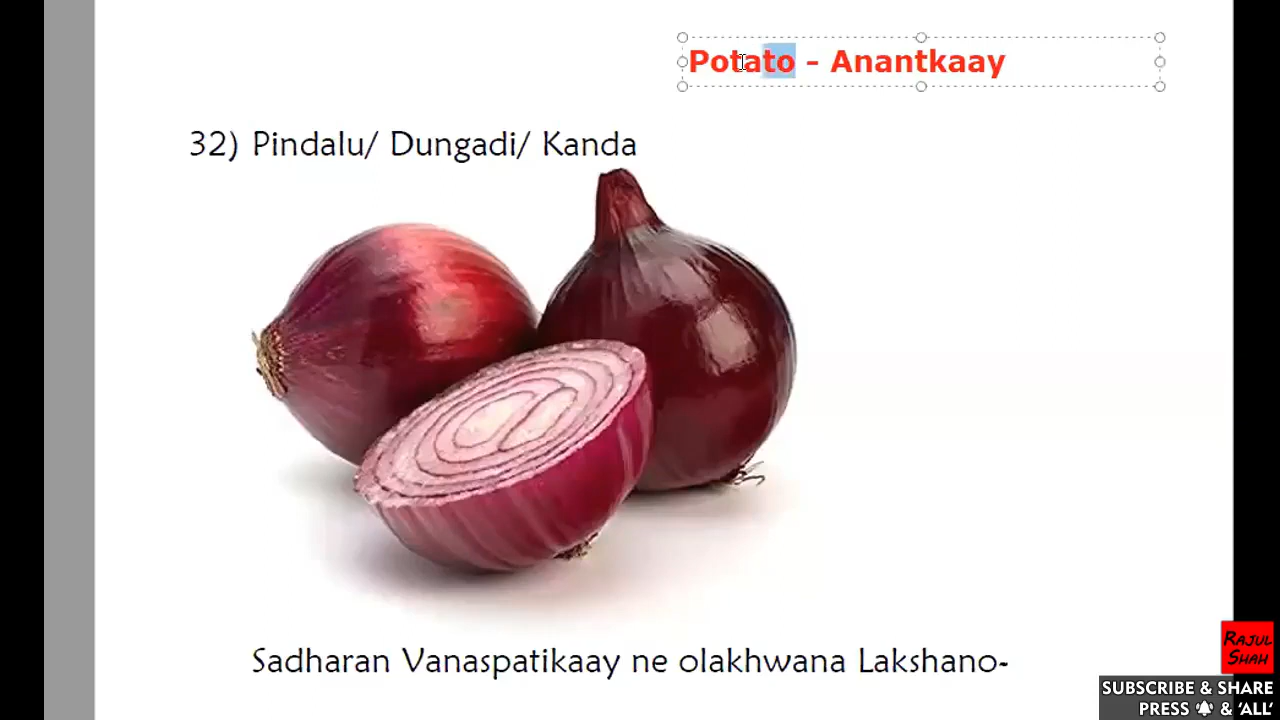 Potato - Anantkaay
32) Pindalu/ Dungadi/ Kanda
Sadharan Vanaspatikaay ne olakhwana Lakshano-
RAJUL
SHAH
SUBSCRIBE & SHARE
PRESS & 'ALL'